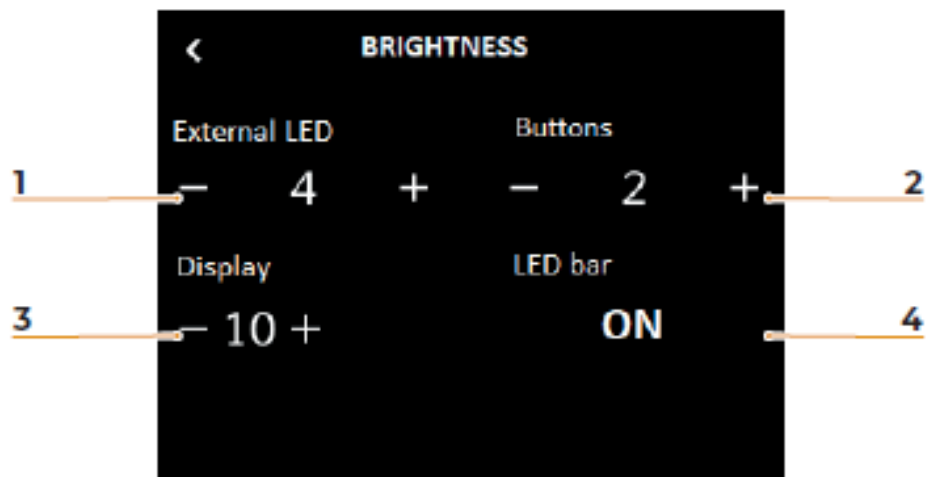 < BRIGHTNESS
External LED Buttons
1 − 4 + − 2 + 2
Display LED bar
3 − 10 + ON 4